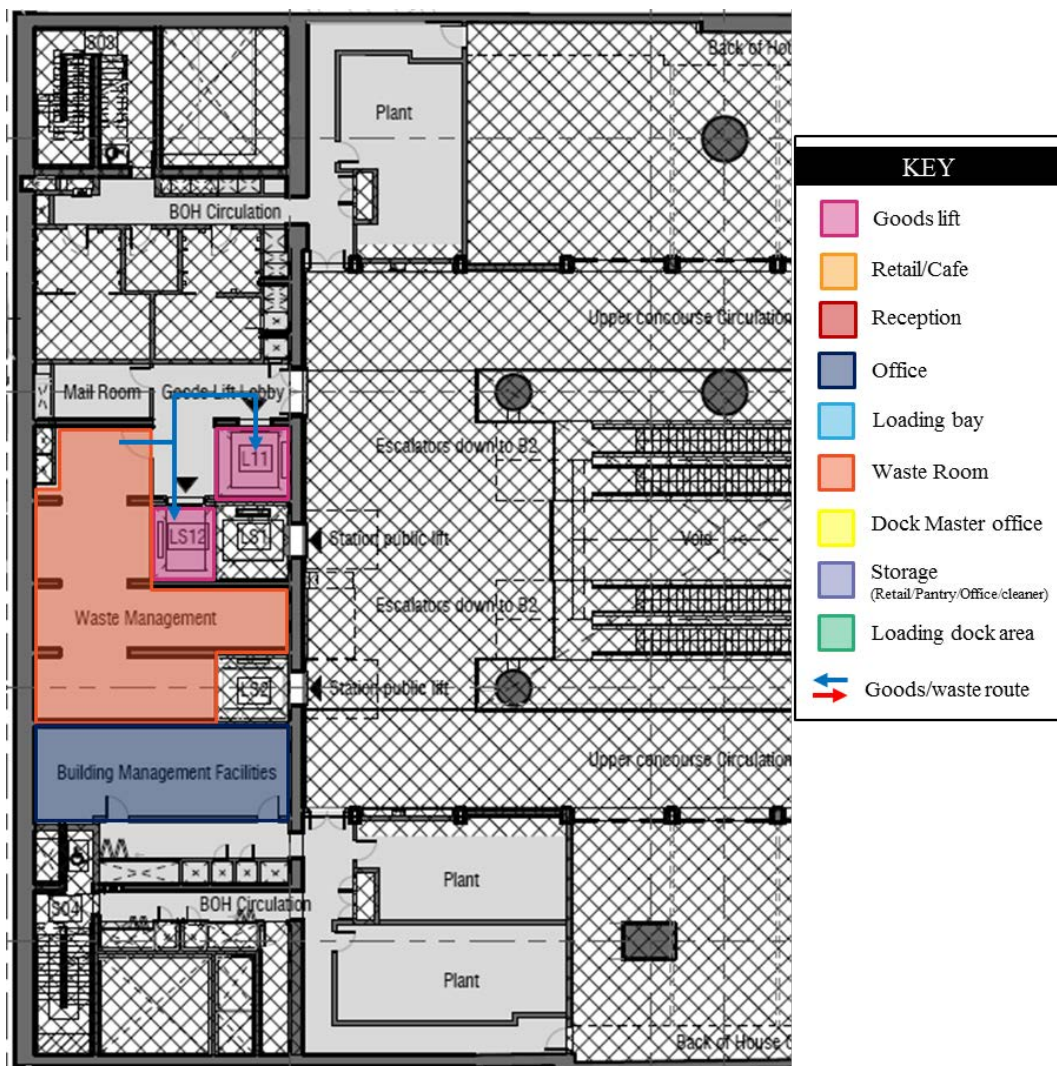 S03
Back of Hou
Plant
BOH Circulation
Upper concourse Circulation
Mail Room
Goods Lift Lobby
Escalators down to B2
L11
LS12
LS1
Station public lift
Void
Escalators down to B2
Waste Management
LS2
Station public lift
Building Management Facilities
Upper concourse Circulation
Plant
BOH Circulation
S04
Plant
Back of House C
KEY
Goods lift
Retail/Cafe
Reception
Office
Loading bay
Waste Room
Dock Master office
Storage
(Retail/Pantry/Office/cleaner)
Loading dock area
Goods/waste route